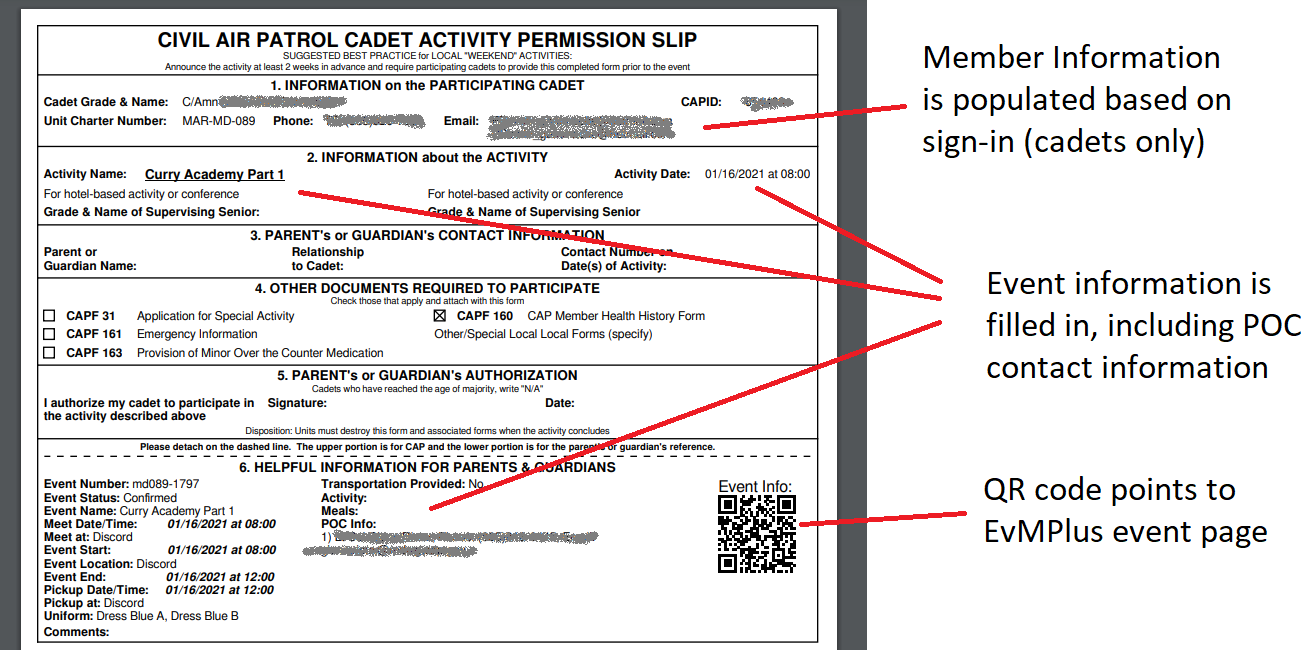 CIVIL AIR PATROL CADET ACTIVITY PERMISSION SLIP
SUGGESTED BEST PRACTICE for LOCAL "WEEKEND" ACTIVITIES:
Announce the activity at least 2 weeks in advance and require participating cadets to provide this completed form prior to the event
1. INFORMATION on the PARTICIPATING CADET
Cadet Grade & Name: C/Amn CAPID:
Unit Charter Number: MAR-MD-089 Phone: Email:
2. INFORMATION about the ACTIVITY
Activity Name: Curry Academy Part 1 Activity Date: 01/16/2021 at 08:00
For hotel-based activity or conference For hotel-based activity or conference
Grade & Name of Supervising Senior: Grade & Name of Supervising Senior
3. PARENT's or GUARDIAN's CONTACT INFORMATION
Parent or Relationship Contact Number on
Guardian Name: to Cadet: Date(s) of Activity:
4. OTHER DOCUMENTS REQUIRED TO PARTICIPATE
Check those that apply and attach with this form
CAPF 31 Application for Special Activity CAPF 160 CAP Member Health History Form
CAPF 161 Emergency Information Other/Special Local Local Forms (specify)
CAPF 163 Provision of Minor Over the Counter Medication
5. PARENT's or GUARDIAN's AUTHORIZATION
Cadets who have reached the age of majority, write "N/A"
I authorize my cadet to participate in Signature: Date:
the activity described above
Disposition: Units must destroy this form and associated forms when the activity concludes
Please detach on the dashed line. The upper portion is for CAP and the lower portion is for the parent's or guardian's reference.
6. HELPFUL INFORMATION FOR PARENTS & GUARDIANS
Event Number: md089-1797 Transportation Provided: No
Event Status: Confirmed Activity:
Event Name: Curry Academy Part 1 Meals:
Meet Date/Time: 01/16/2021 at 08:00 POC Info:
Meet at: Discord 1)
Event Start: 01/16/2021 at 08:00
Event Location: Discord
Event End: 01/16/2021 at 12:00
Pickup Date/Time: 01/16/2021 at 12:00
Pickup at: Discord
Uniform: Dress Blue A, Dress Blue B
Comments:
Event Info:
Member Information
is populated based on
sign-in (cadets only)
Event information is
filled in, including POC
contact information
QR code points to
EvMPlus event page